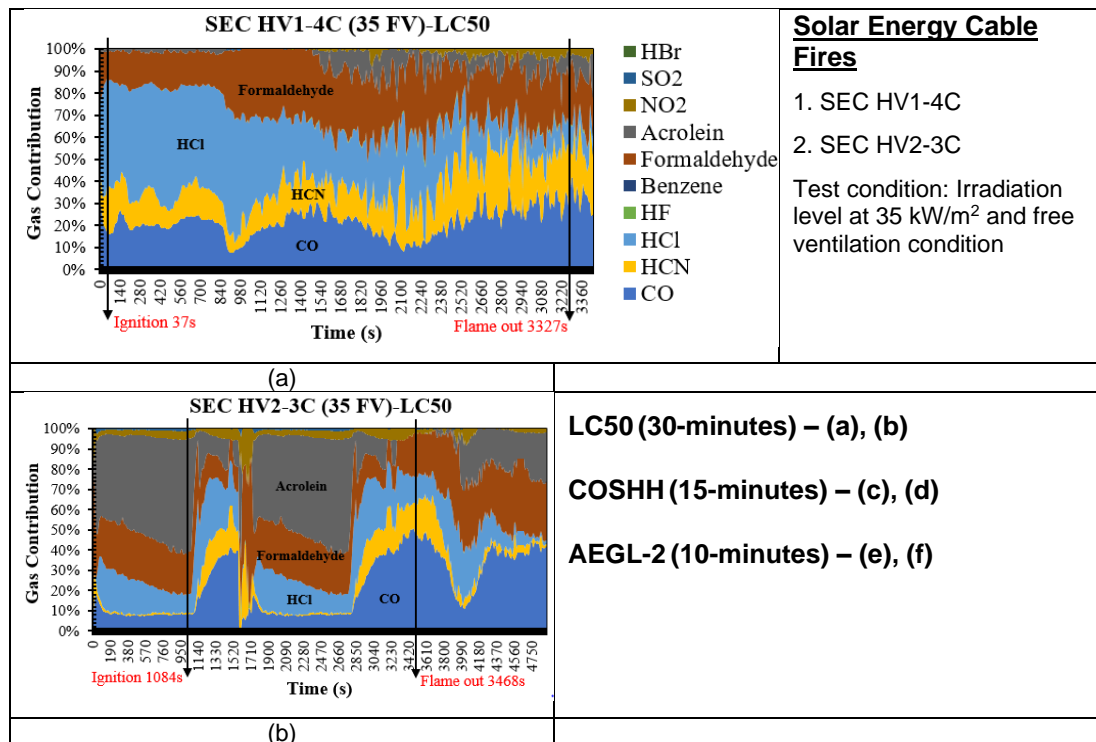 SEC HV1-4C (35 FV)-LC50
100%
90%
80%
70%
60%
50%
40%
30%
20%
10%
0%
Gas Contribution
Formaldehyde
HCl
HCN
CO
0
140
280
420
560
700
840
980
1120
1260
1400
1540
1680
1820
1960
2100
2240
2380
2520
2660
2800
2940
3080
3220
3360
Ignition 37s
Time (s)
Flame out 3327s
HBr
SO2
NO2
Acrolein
Formaldehyde
Benzene
HF
HCl
HCN
CO
Solar Energy Cable
Fires
1. SEC HV1-4C
2. SEC HV2-3C
Test condition: Irradiation
level at 35 kW/m2 and free
ventilation condition
(a)
SEC HV2-3C (35 FV)-LC50
100%
90%
80%
70%
60%
50%
40%
30%
20%
10%
0%
Gas Contribution
Acrolein
Formaldehyde
HCl
CO
0
190
380
570
760
950
1140
1330
1520
1710
1900
2090
2280
2470
2660
2850
3040
3230
3420
3610
3800
3990
4180
4370
4560
4750
Ignition 1084s
Time (s)
Flame out 3468s
LC50 (30-minutes) – (a), (b)
COSHH (15-minutes) – (c), (d)
AEGL-2 (10-minutes) – (e), (f)
(b)